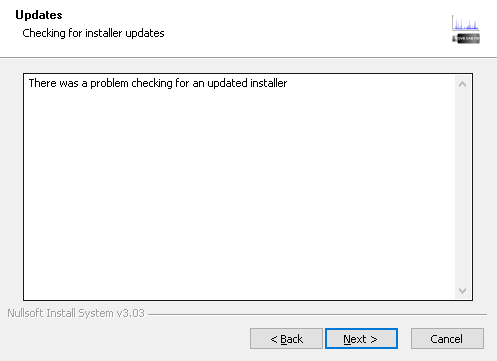 Updates
Checking for installer updates
There was a problem checking for an updated installer
Nullsoft Install System v3.03
< Back
Next >
Cancel